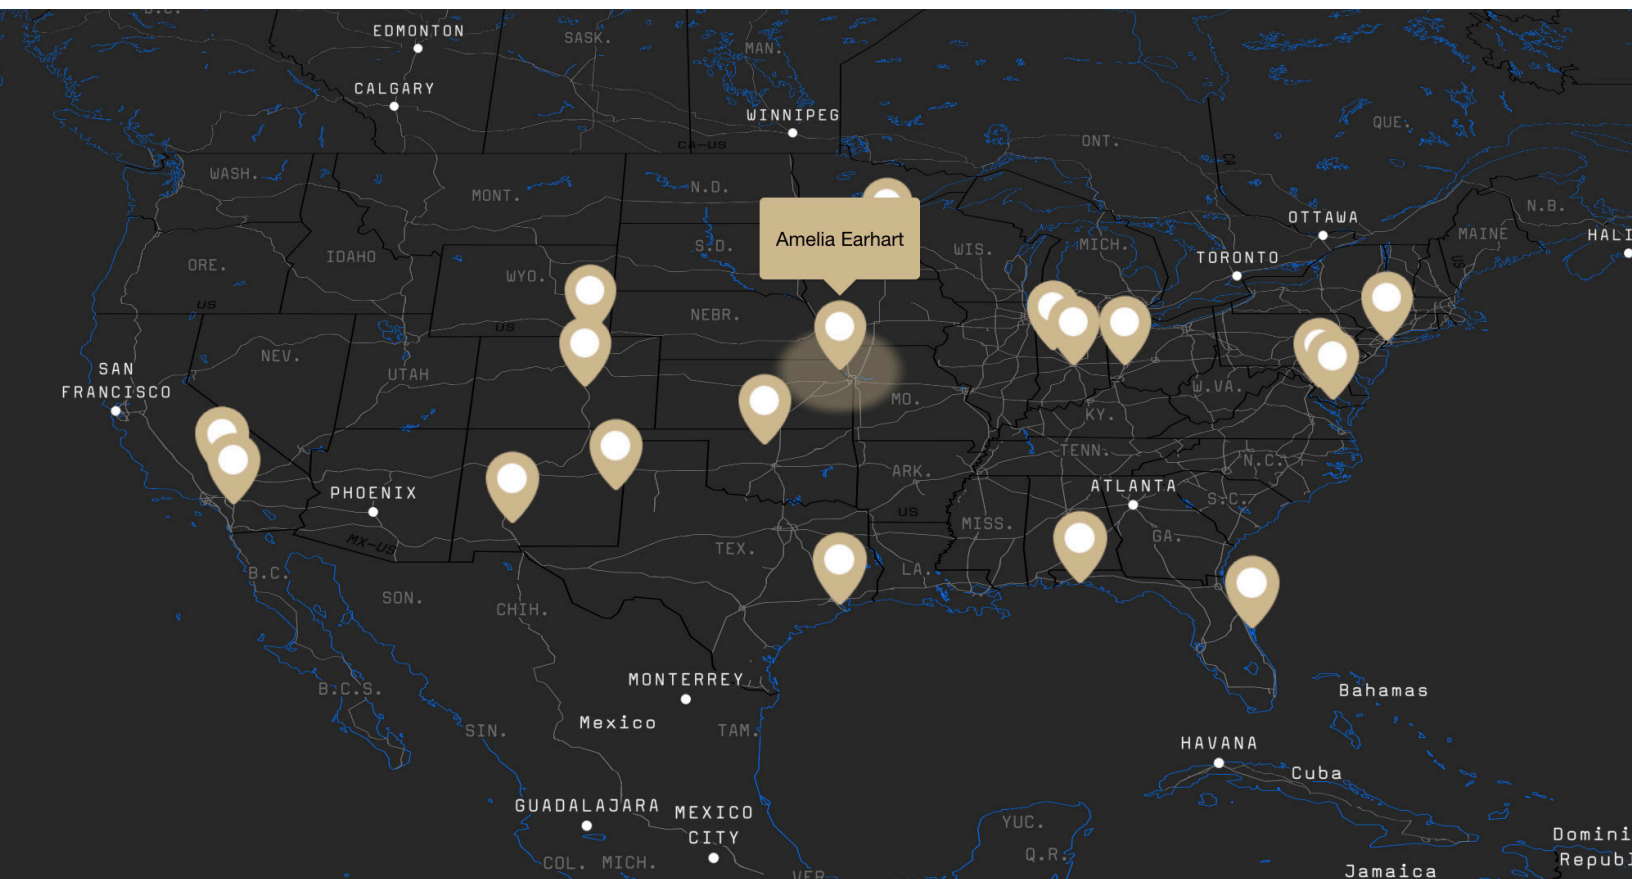 EDMONTON
SASK.
MAN.
CALGARY
WINNIPEG
QUE.
ONT.
CA-US
CA
WASH.
MONT.
N.D.
N.B.
OTTAWA
MAINE
HALI
Amelia Earhart
S.D.
WIS.
MICH.
TORONTO
IDAHO
ORE.
WYO.
US
US
NEBR.
US
NEV.
UTAH
SAN
FRANCISCO
W.VA.
MO.
KY.
TENN.
N.C.
ARK.
PHOENIX
ATLANTA
S.C.
US
MISS.
GA.
MX-US
TEX.
LA.
B.C.
SON.
CHIH.
MONTERREY
B.C.S.
Bahamas
Mexico
SIN.
TAM.
HAVANA
Cuba
GUADALAJARA
MEXICO
CITY
YUC.
Domini
Republ
Q.R.
COL.
MICH.
Jamaica
VER.